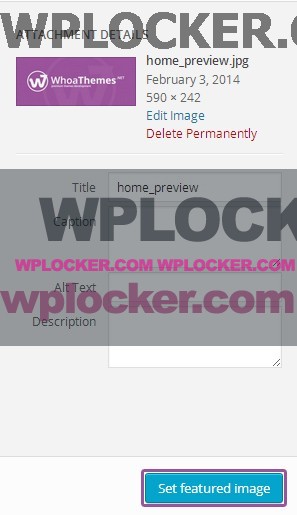 WPLOCKER.COM
ATTACHMENT DETAILS
home_preview.jpg
February 3, 2014
590 × 242
Edit Image
Delete Permanently
WhoaThemes
Title
home_preview
WPLOCK
Caption
WPLOCKER.COM WPLOCKER.COM
Alt Text
wplocker.com
Description
Set featured image